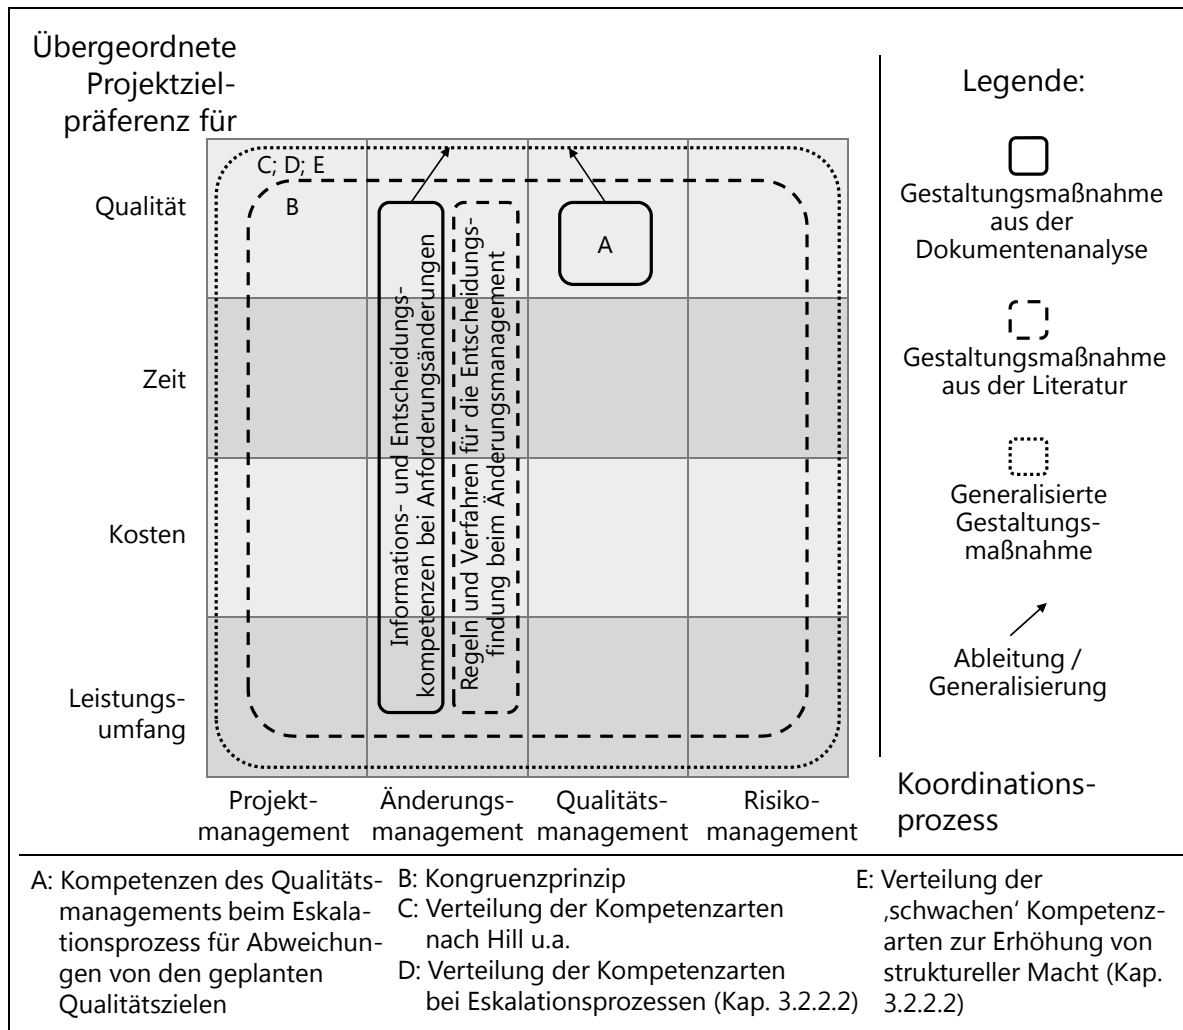 Übergeordnete
Projektziel-
präferenz für
Legende:
Gestaltungsmaßnahme
aus der
Dokumentenanalyse
Gestaltungsmaßnahme
aus der Literatur
Generalisierte
Gestaltungs-
maßnahme
Ableitung /
Generalisierung
Qualität
Zeit
Kosten
Leistungs-
umfang
C; D; E
B
A
Informations- und Entscheidungs-
kompetenzen bei Anforderungsänderungen
Regeln und Verfahren für die Entscheidungs-
findung beim Änderungsmanagement
Projekt-
management
Änderungs-
management
Qualitäts-
management
Risiko-
management
Koordinations-
prozess
A: Kompetenzen des Qualitäts-
managements beim Eskala-
tionsprozess für Abweichun-
gen von den geplanten
Qualitätszielen
B: Kongruenzprinzip
C: Verteilung der Kompetenzarten
nach Hill u.a.
D: Verteilung der Kompetenzarten
bei Eskalationsprozessen (Kap. 3.2.2.2)
E: Verteilung der
‚schwachen‘ Kompetenz-
arten zur Erhöhung von
struktureller Macht (Kap.
3.2.2.2)